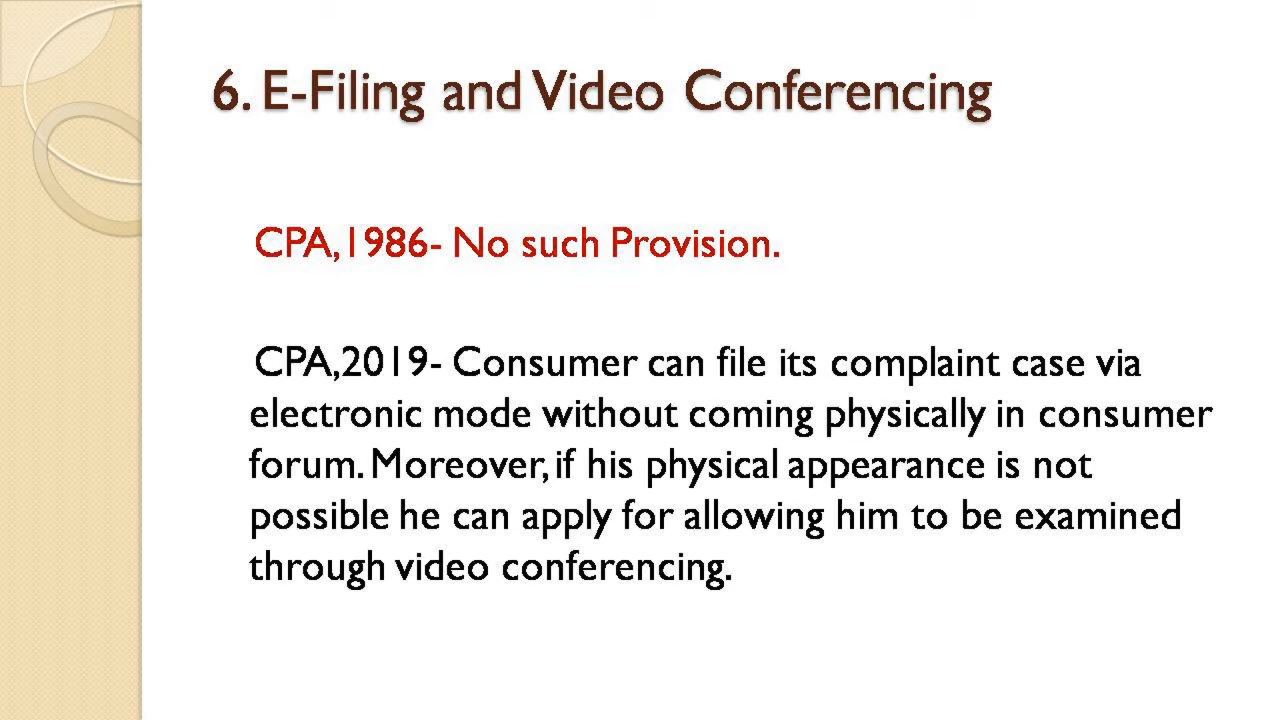 6. E-Filing and Video Conferencing
CPA,1986- No such Provision.
CPA,2019- Consumer can file its complaint case via
electronic mode without coming physically in consumer
forum. Moreover, if his physical appearance is not
possible he can apply for allowing him to be examined
through video conferencing.